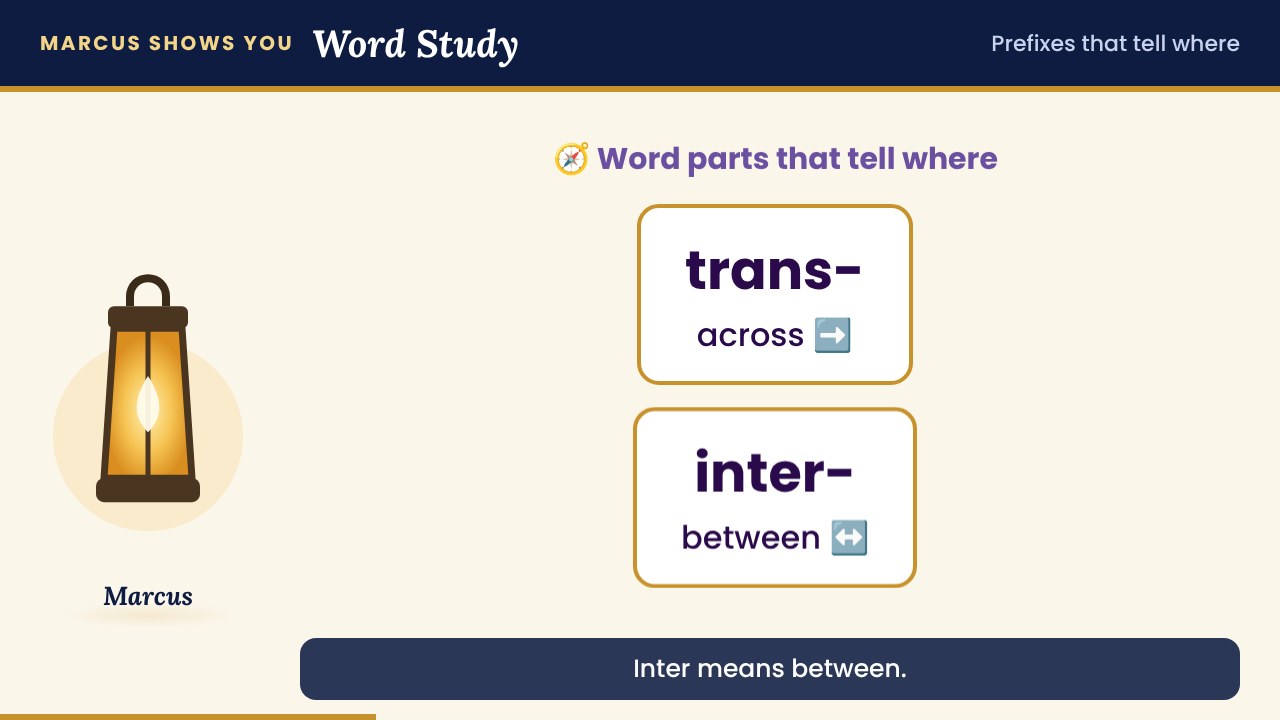 MARCUS SHOWS YOU Word Study
Prefixes that tell where
Word parts that tell where
trans-
across
inter-
between
Marcus
Inter means between.